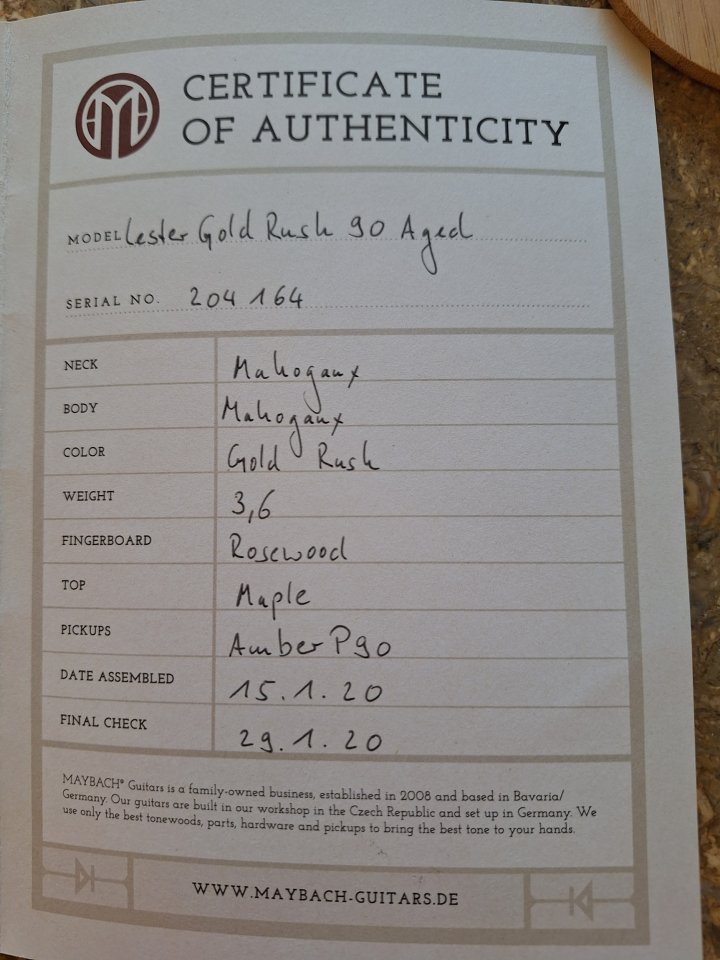 CERTIFICATE
OF AUTHENTICITY
MODEL Lester Gold Rush 90 Aged
SERIAL NO. 204 164
NECK Mahogany
BODY Mahogany
COLOR Gold Rush
WEIGHT 3,6
FINGERBOARD Rosewood
TOP Maple
PICKUPS Amber P90
DATE ASSEMBLED 15.1.20
FINAL CHECK 29.1.20
MAYBACH® Guitars is a family-owned business, established in 2008 and based in Bavaria/
Germany. Our guitars are built in our workshop in the Czech Republic and set up in Germany. We
use only the best tonewoods, parts, hardware and pickups to bring the best tone to your hands.
WWW.MAYBACH-GUITARS.DE